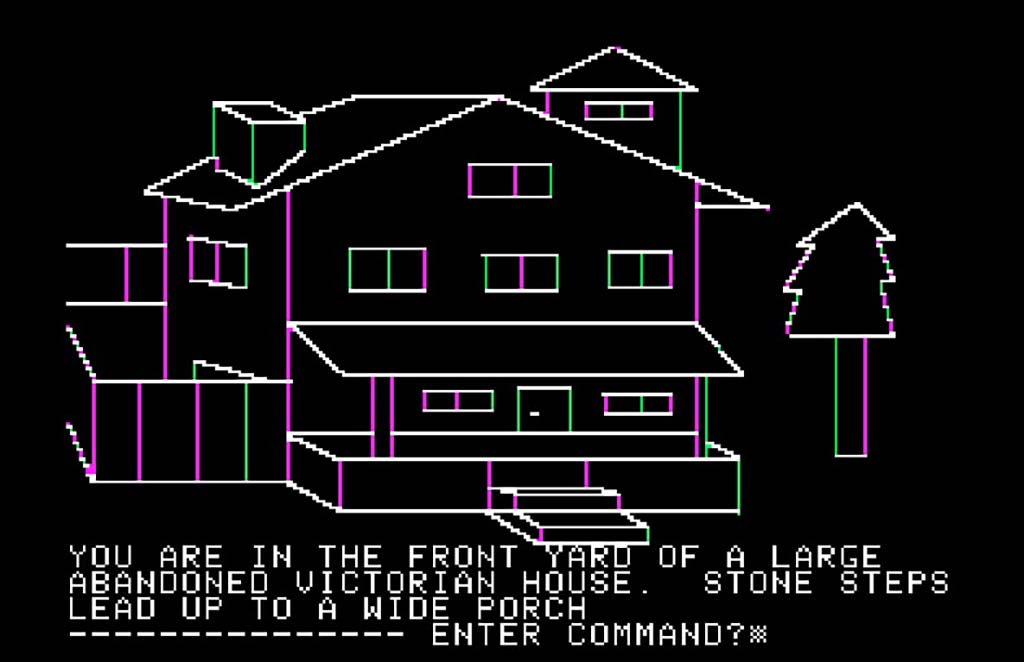 YOU ARE IN THE FRONT YARD OF A LARGE
ABANDONED VICTORIAN HOUSE.  STONE STEPS
LEAD UP TO A WIDE PORCH
--------------- ENTER COMMAND?※